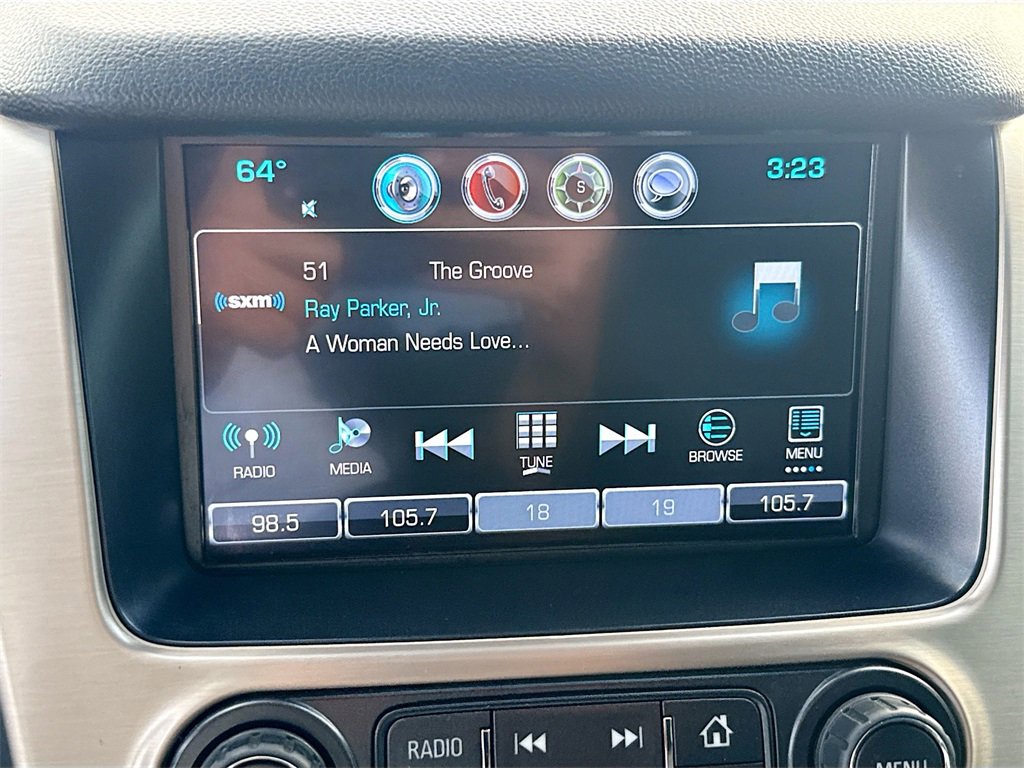 64° 3:23
S
51 The Groove
((sxm))
Ray Parker, Jr.
A Woman Needs Love...
RADIO MEDIA TUNE BROWSE MENU
98.5 105.7 18 19 105.7
RADIO MENU